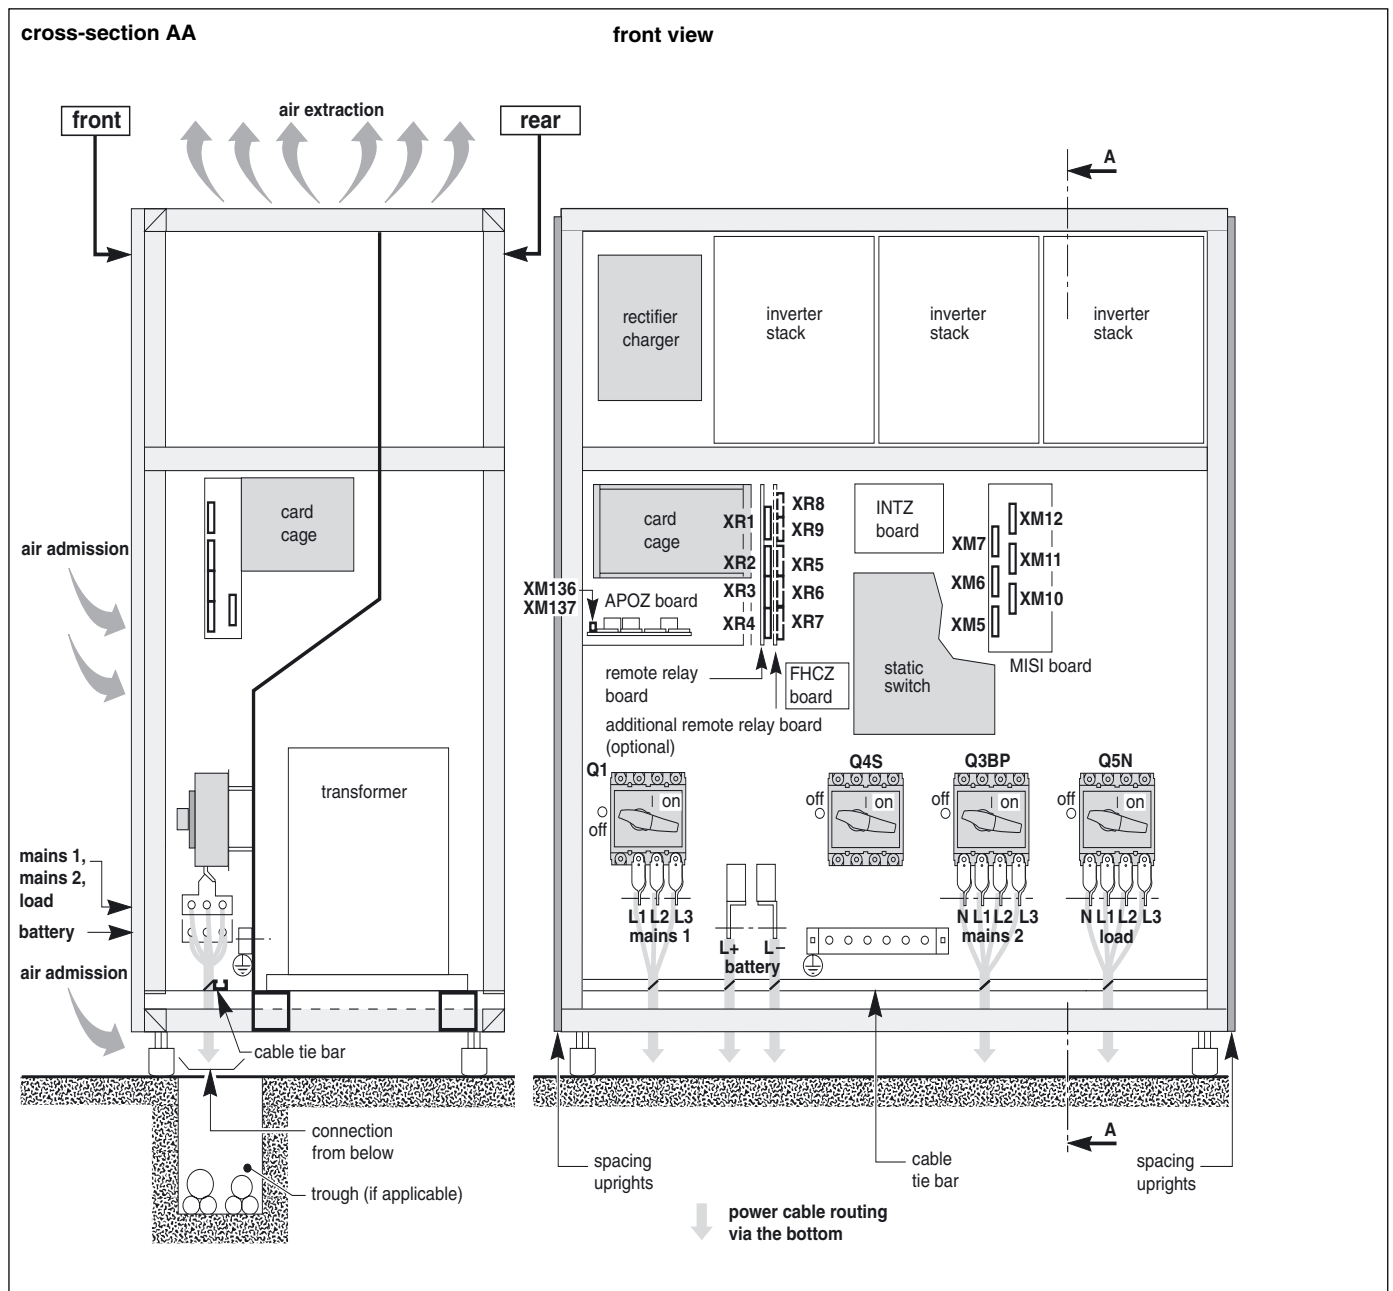 cross-section AA
front view
front
air extraction
rear
A
rectifier
charger
inverter
stack
inverter
stack
inverter
stack
card
cage
air admission
card
cage
XR1
XR2
XR3
XR4
XR8
XR9
XR5
XR6
XR7
INTZ
board
XM7
XM6
XM5
XM12
XM11
XM10
XM136
XM137
APOZ board
MISI board
static
switch
remote relay
board
FHCZ
board
additional remote relay board
(optional)
transformer
Q1
on
off
Q4S
off
on
Q3BP
off
on
Q5N
off
on
mains 1,
mains 2,
load
battery
air admission
L1 L2 L3
mains 1
L+ L–
battery
N L1 L2 L3
mains 2
N L1 L2 L3
load
cable tie bar
connection
from below
trough (if applicable)
spacing
uprights
cable
tie bar
A
spacing
uprights
power cable routing
via the bottom